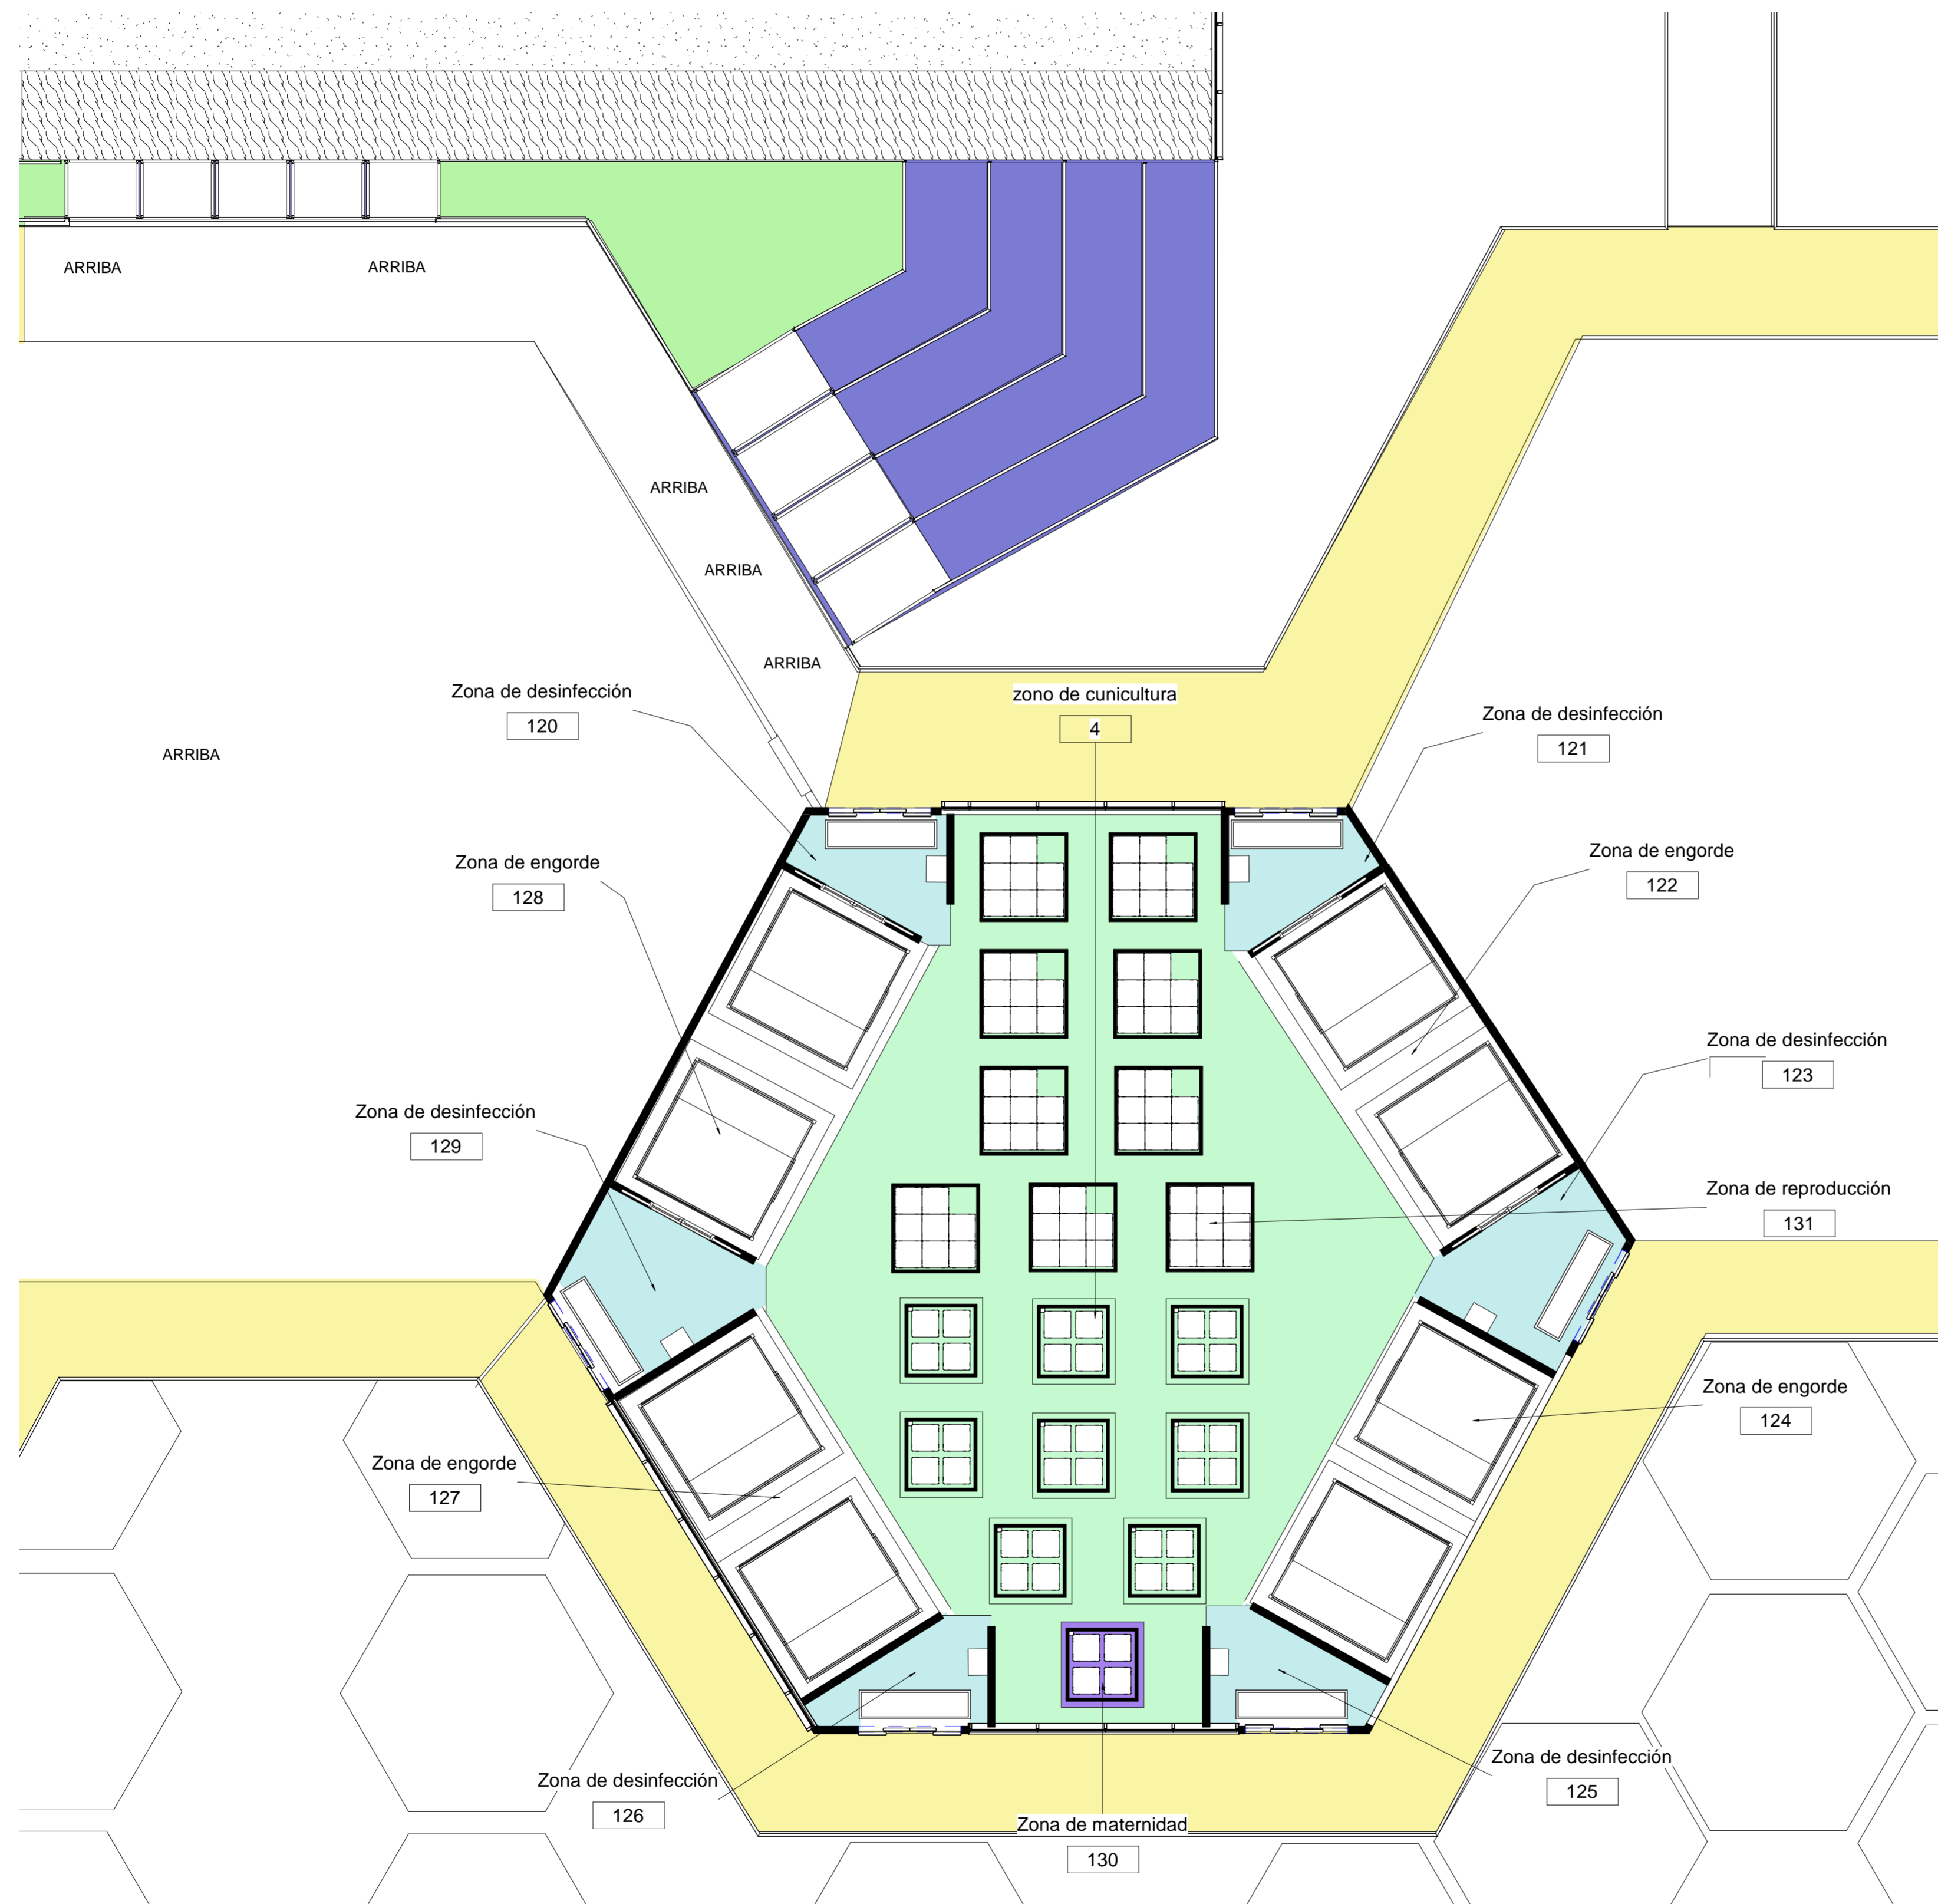 ARRIBA
ARRIBA
ARRIBA
ARRIBA
ARRIBA
Zona de desinfección
120
zono de cunicultura
4
Zona de desinfección
121
ARRIBA
Zona de engorde
128
Zona de engorde
122
Zona de desinfección
123
Zona de desinfección
129
Zona de reproducción
131
Zona de engorde
124
Zona de engorde
127
Zona de desinfección
125
Zona de desinfección
126
Zona de maternidad
130